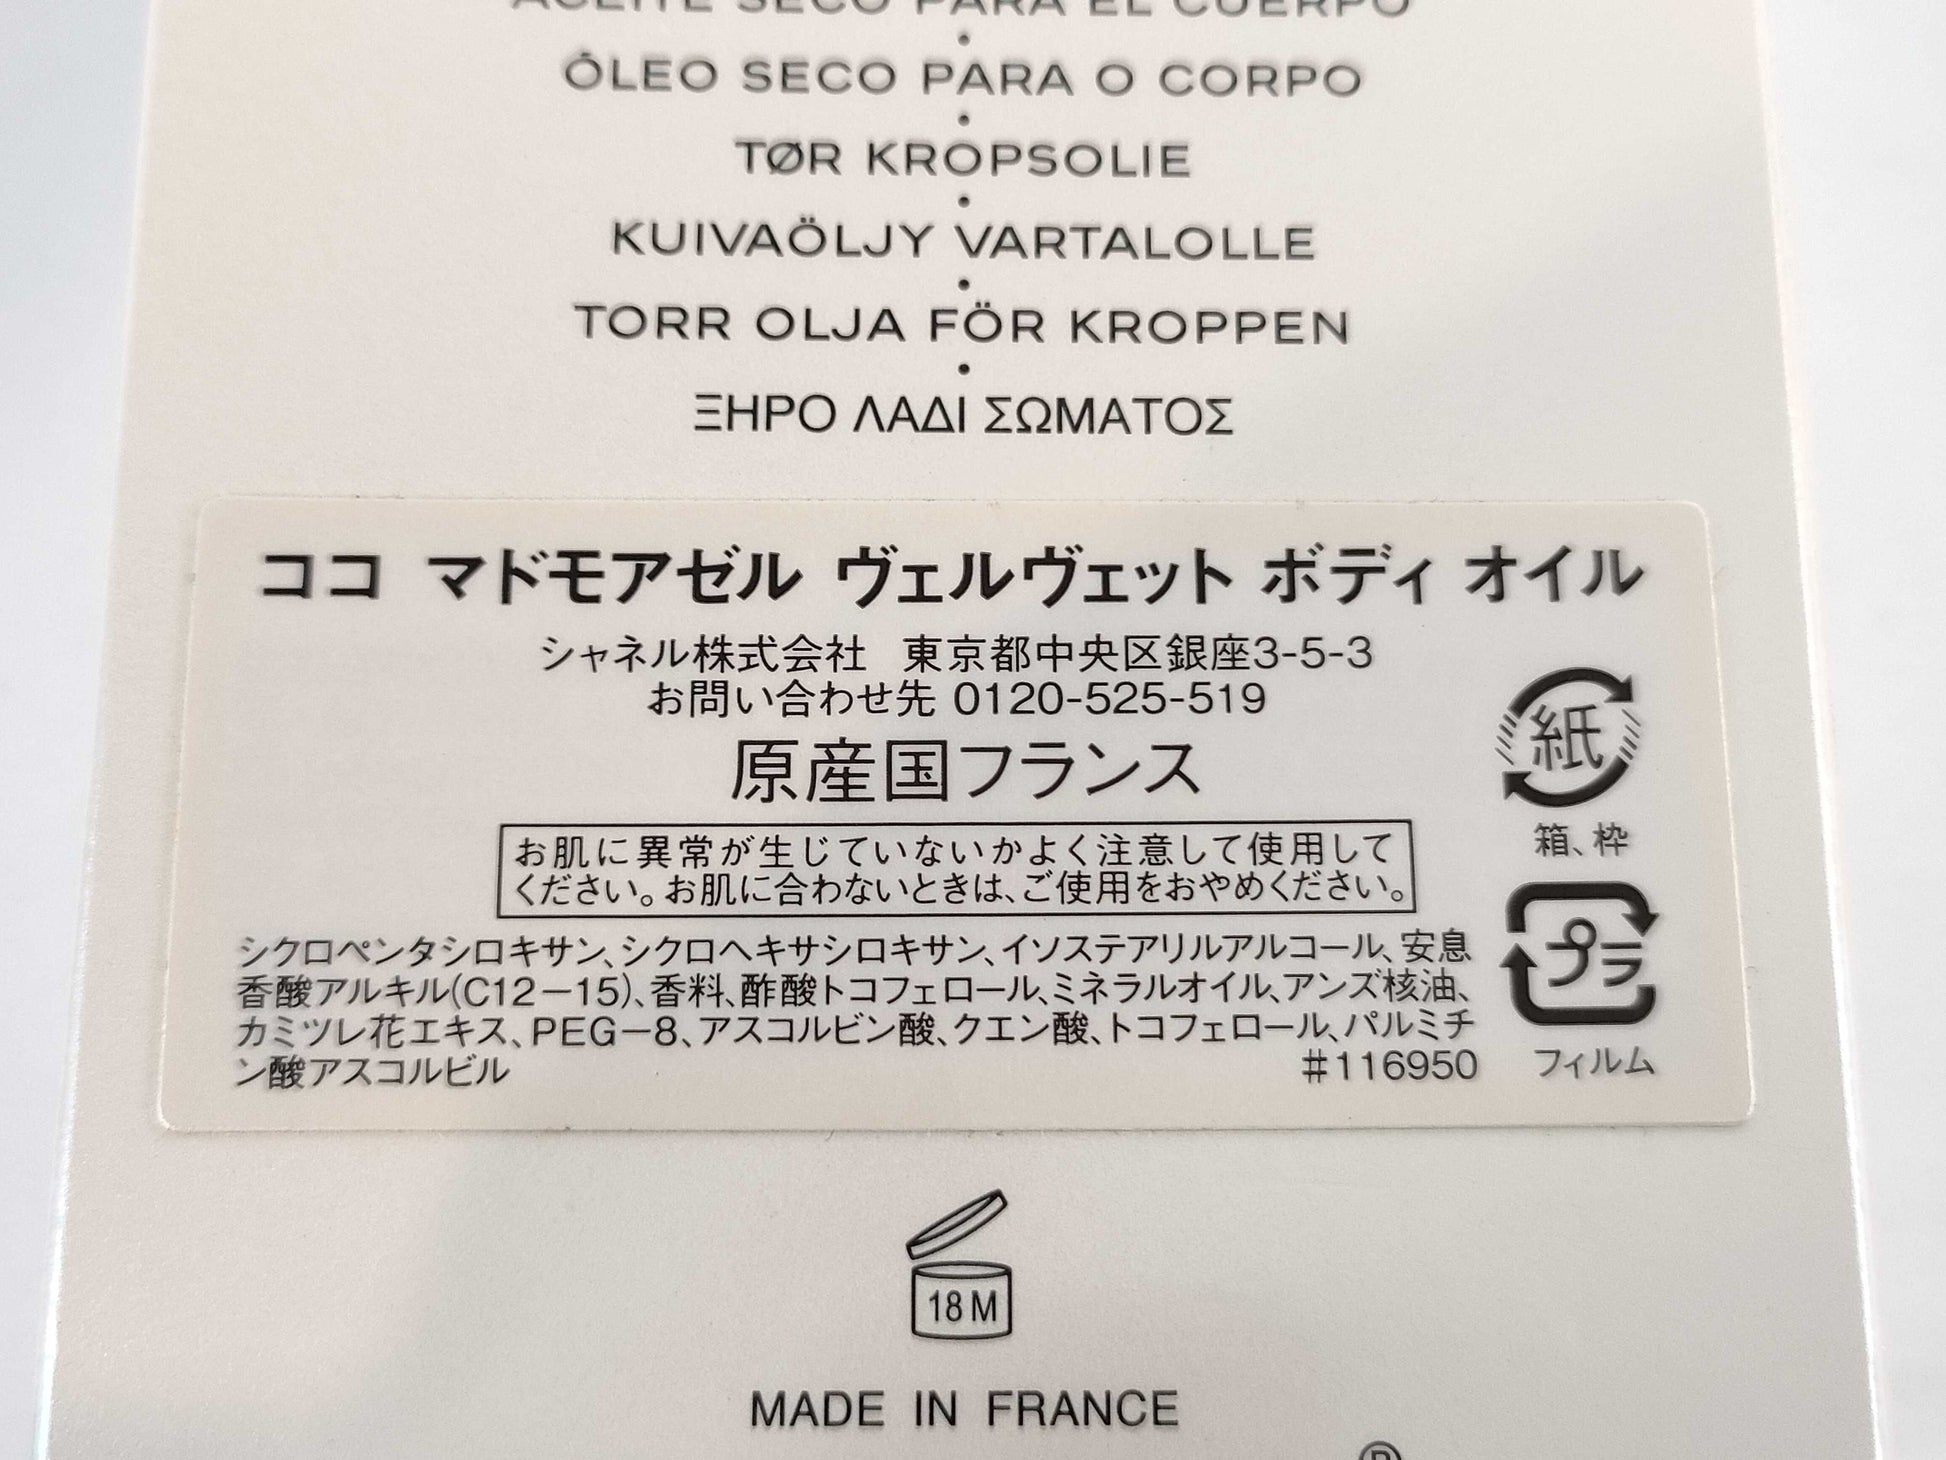 ACEITE SECO PARA EL CUERPO
ÓLEO SECO PARA O CORPO
TØR KROPSOLIE
KUIVAÖLJY VARTALOLLE
TORR OLJA FÖR KROPPEN
ΞΗΡΟ ΛΑΔΙ ΣΩΜΑΤΟΣ
ココ マドモアゼル ヴェルヴェット ボディ オイル
シャネル株式会社 東京都中央区銀座3-5-3
お問い合わせ先 0120-525-519
原産国フランス
紙
箱、枠
お肌に異常が生じていないかよく注意して使用して
ください。お肌に合わないときは、ご使用をおやめください。
シクロペンタシロキサン、シクロヘキサシロキサン、イソステアリルアルコール、安息
香酸アルキル(C12－15)、香料、酢酸トコフェロール、ミネラルオイル、アンズ核油、
カミツレ花エキス、PEG－8、アスコルビン酸、クエン酸、トコフェロール、パルミチ
ン酸アスコルビル #116950
プラ
フィルム
18 M
MADE IN FRANCE
®